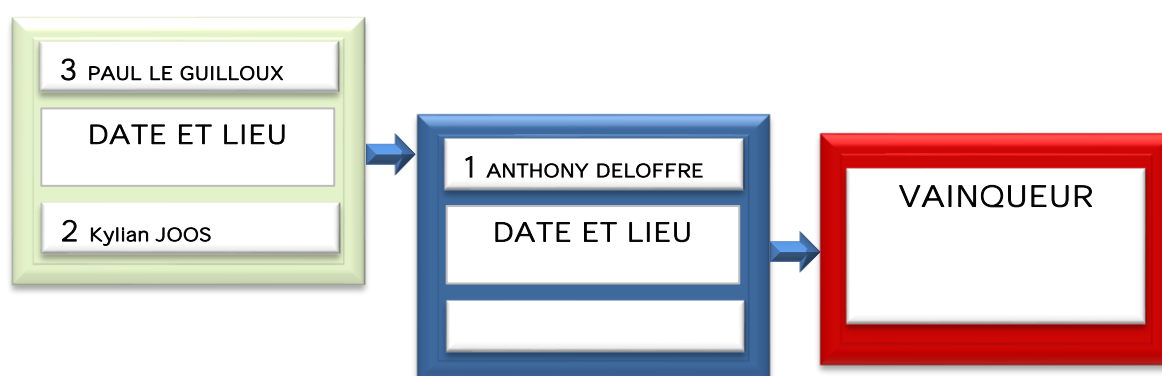 3 PAUL LE GUILLOUX
DATE ET LIEU
2 Kylian JOOS
1 ANTHONY DELOFFRE
DATE ET LIEU
VAINQUEUR